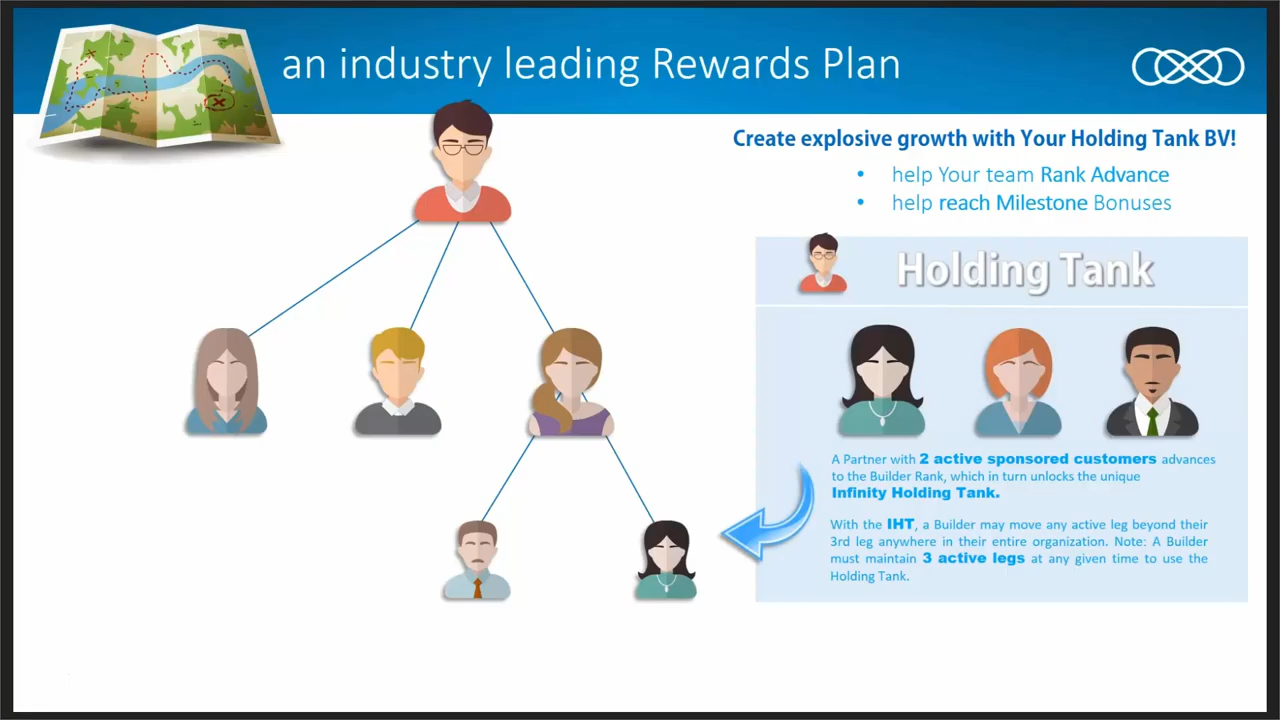 an industry leading Rewards Plan
Create explosive growth with Your Holding Tank BV!
• help Your team Rank Advance
• help reach Milestone Bonuses
Holding Tank
A Partner with 2 active sponsored customers advances
to the Builder Rank, which in turn unlocks the unique
Infinity Holding Tank.
With the IHT, a Builder may move any active leg beyond their
3rd leg anywhere in their entire organization. Note: A Builder
must maintain 3 active legs at any given time to use the
Holding Tank.